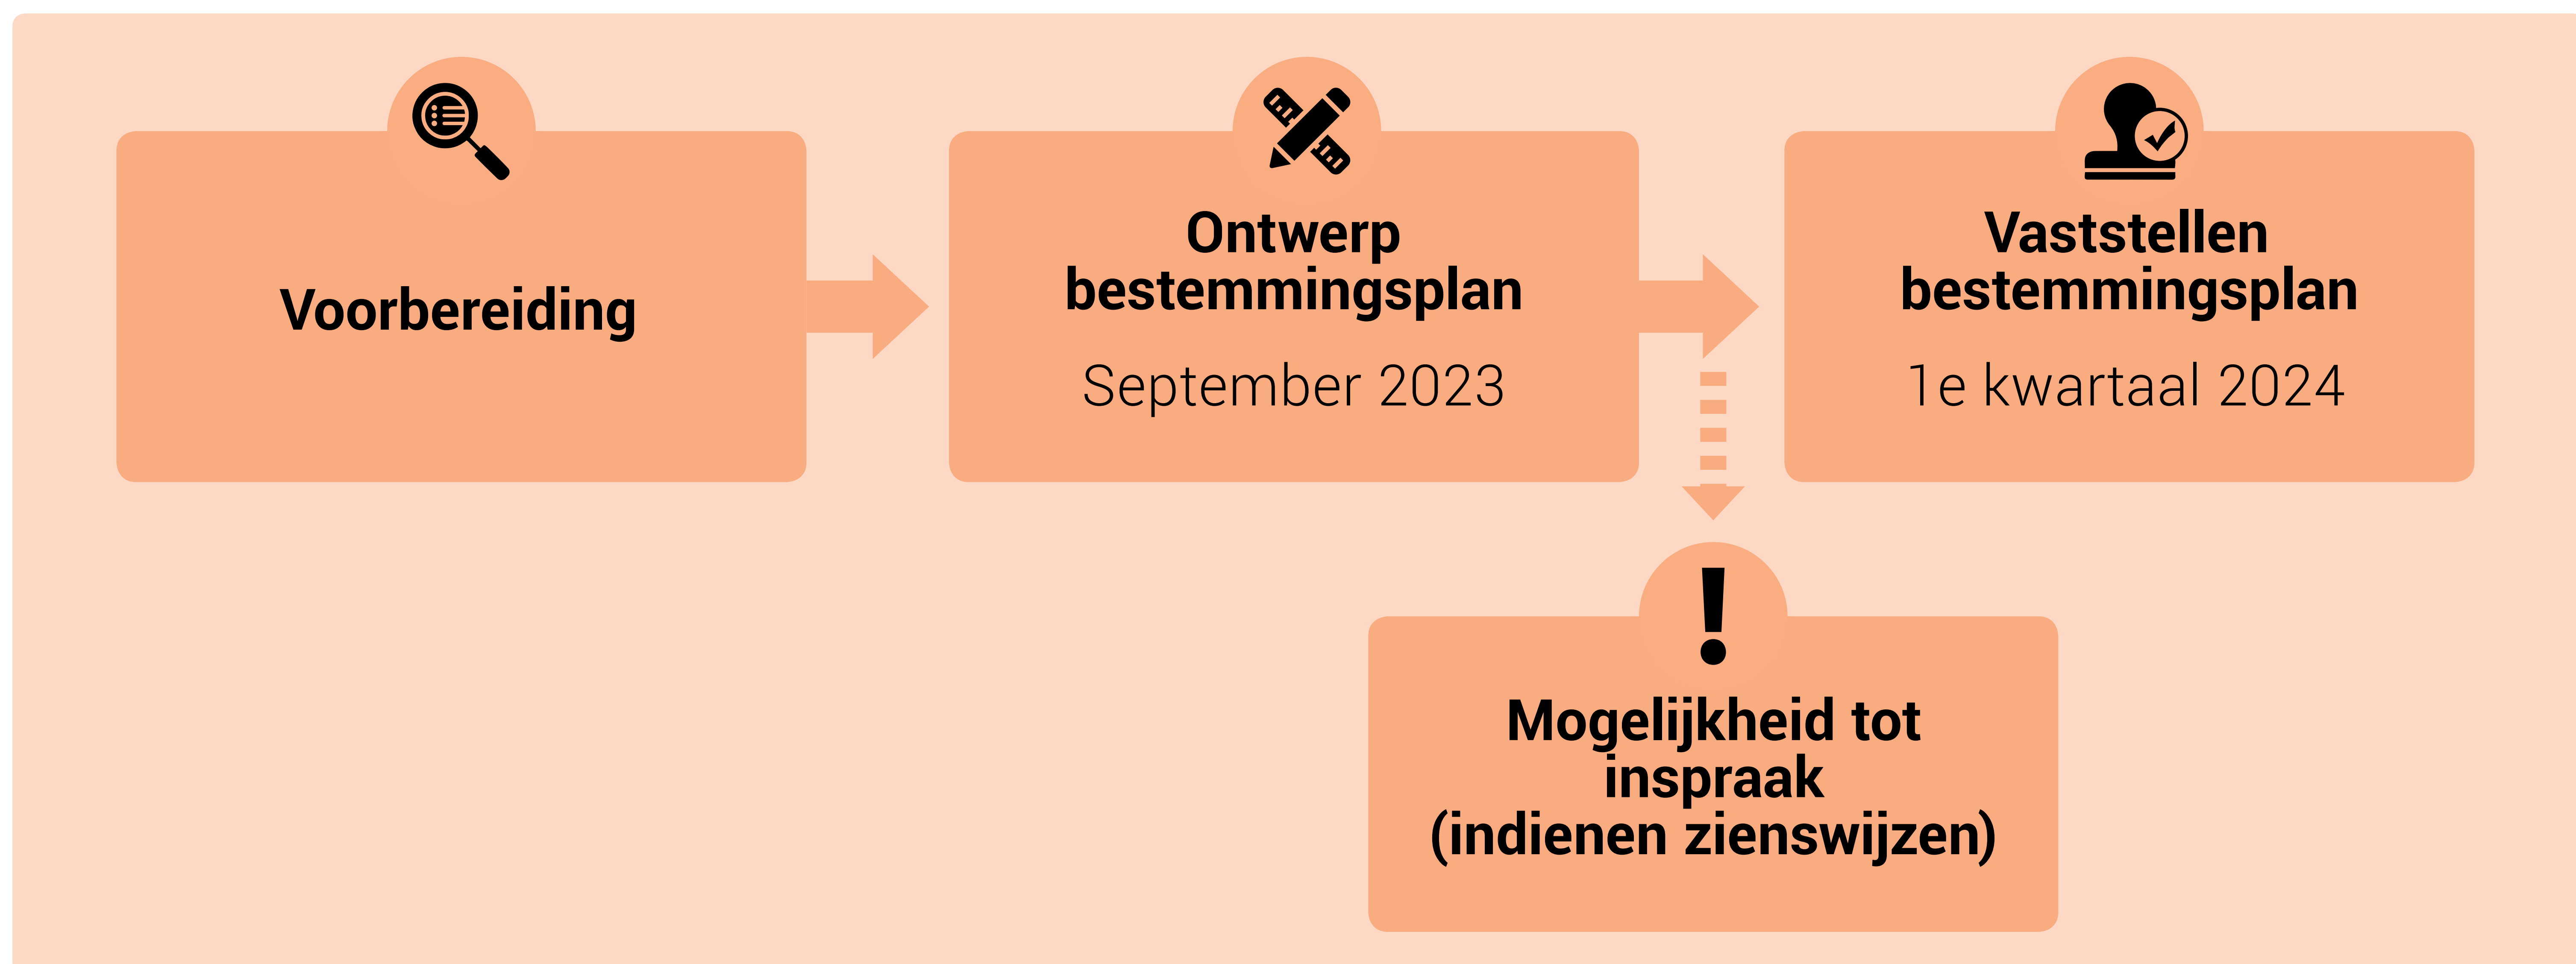 Voorbereiding
Ontwerp
bestemmingsplan
September 2023
Vaststellen
bestemmingsplan
1e kwartaal 2024
!
Mogelijkheid tot
inspraak
(indienen zienswijzen)